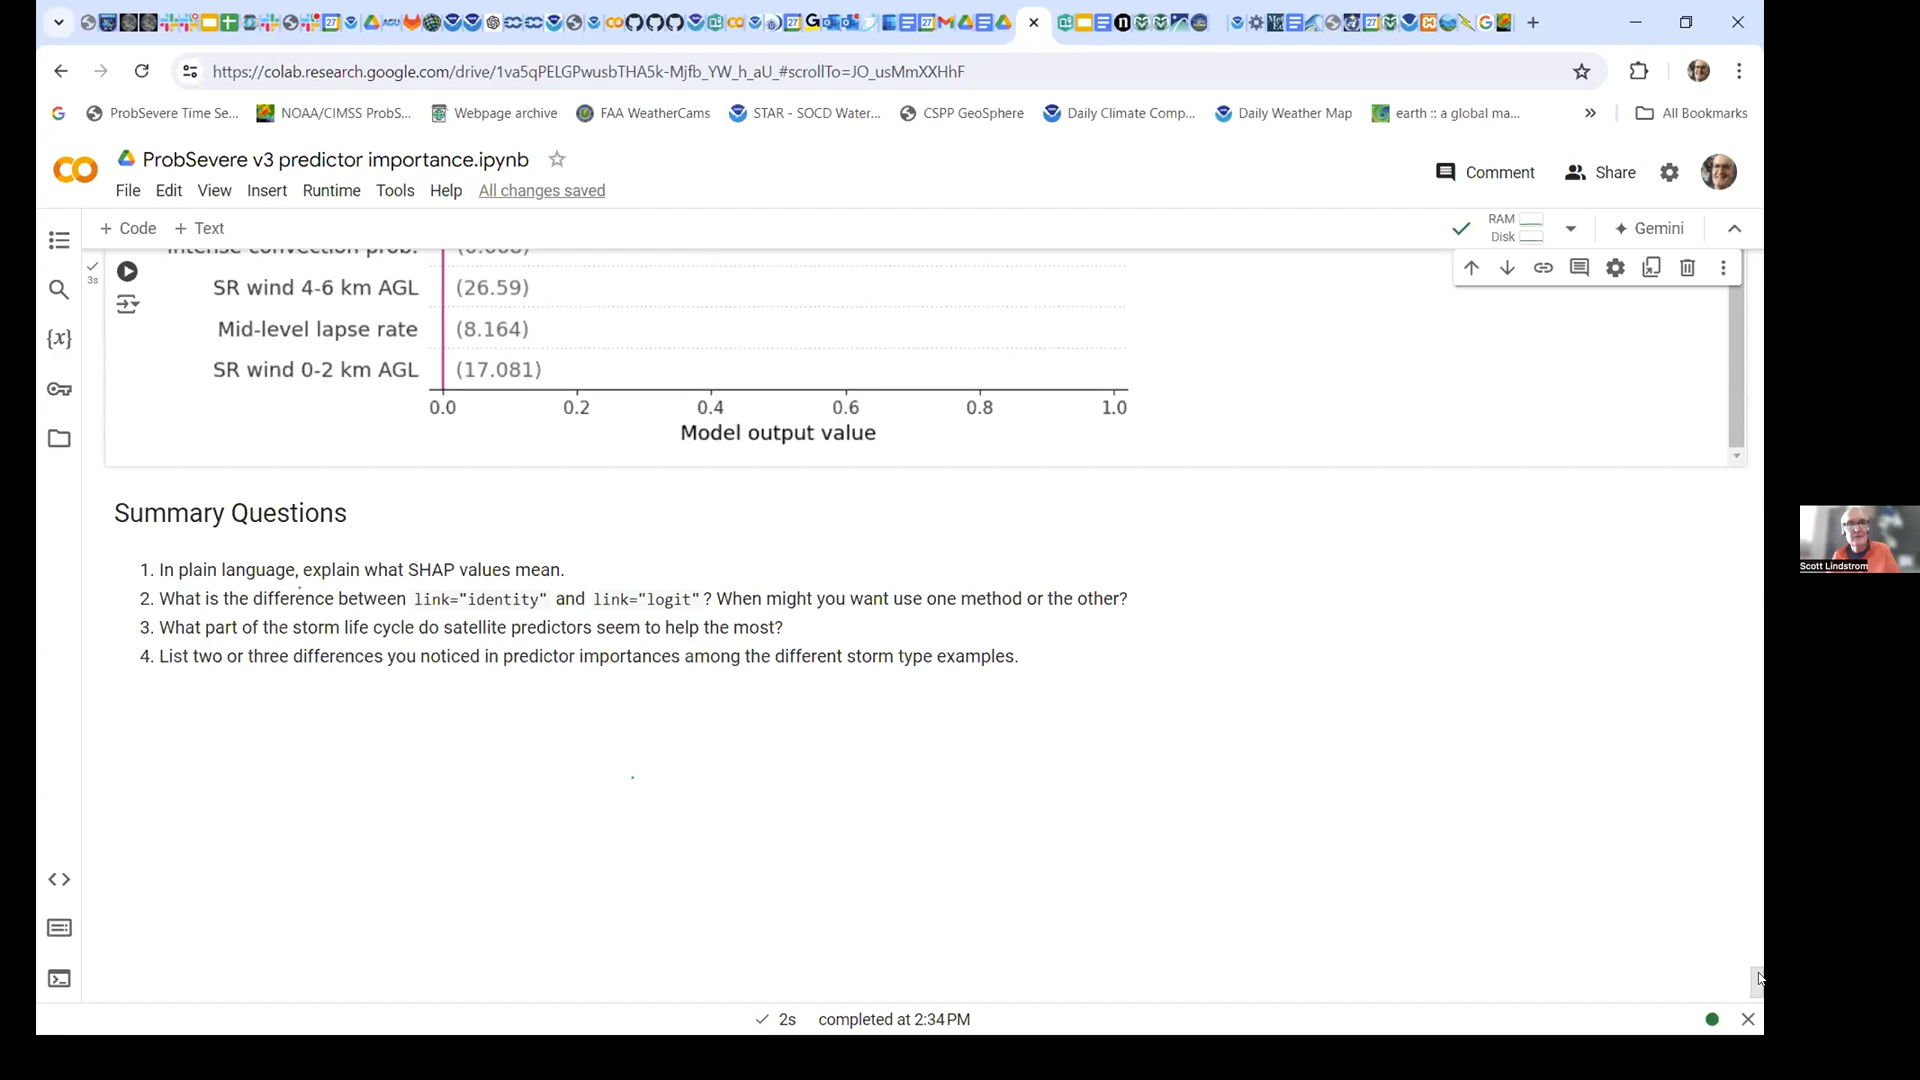 https://colab.research.google.com/drive/1va5qPELGPwusbTHA5k-Mjfb_YW_h_aU_#scrollTo=JO_usMmXXHhF
ProbSevere Time Se... NOAA/CIMSS ProbS... Webpage archive FAA WeatherCams STAR - SOCD Water... CSPP GeoSphere Daily Climate Comp... Daily Weather Map earth :: a global ma... » All Bookmarks
ProbSevere v3 predictor importance.ipynb
Comment Share
File Edit View Insert Runtime Tools Help All changes saved
+ Code + Text
RAM
Disk
Gemini
Intense convection prob. (0.668)
3s
SR wind 4-6 km AGL (26.59)
Mid-level lapse rate (8.164)
SR wind 0-2 km AGL (17.081)
0.0 0.2 0.4 0.6 0.8 1.0
Model output value
Summary Questions
1. In plain language, explain what SHAP values mean.
2. What is the difference between link="identity" and link="logit"? When might you want use one method or the other?
3. What part of the storm life cycle do satellite predictors seem to help the most?
4. List two or three differences you noticed in predictor importances among the different storm type examples.
Scott Lindstrom
2s completed at 2:34 PM